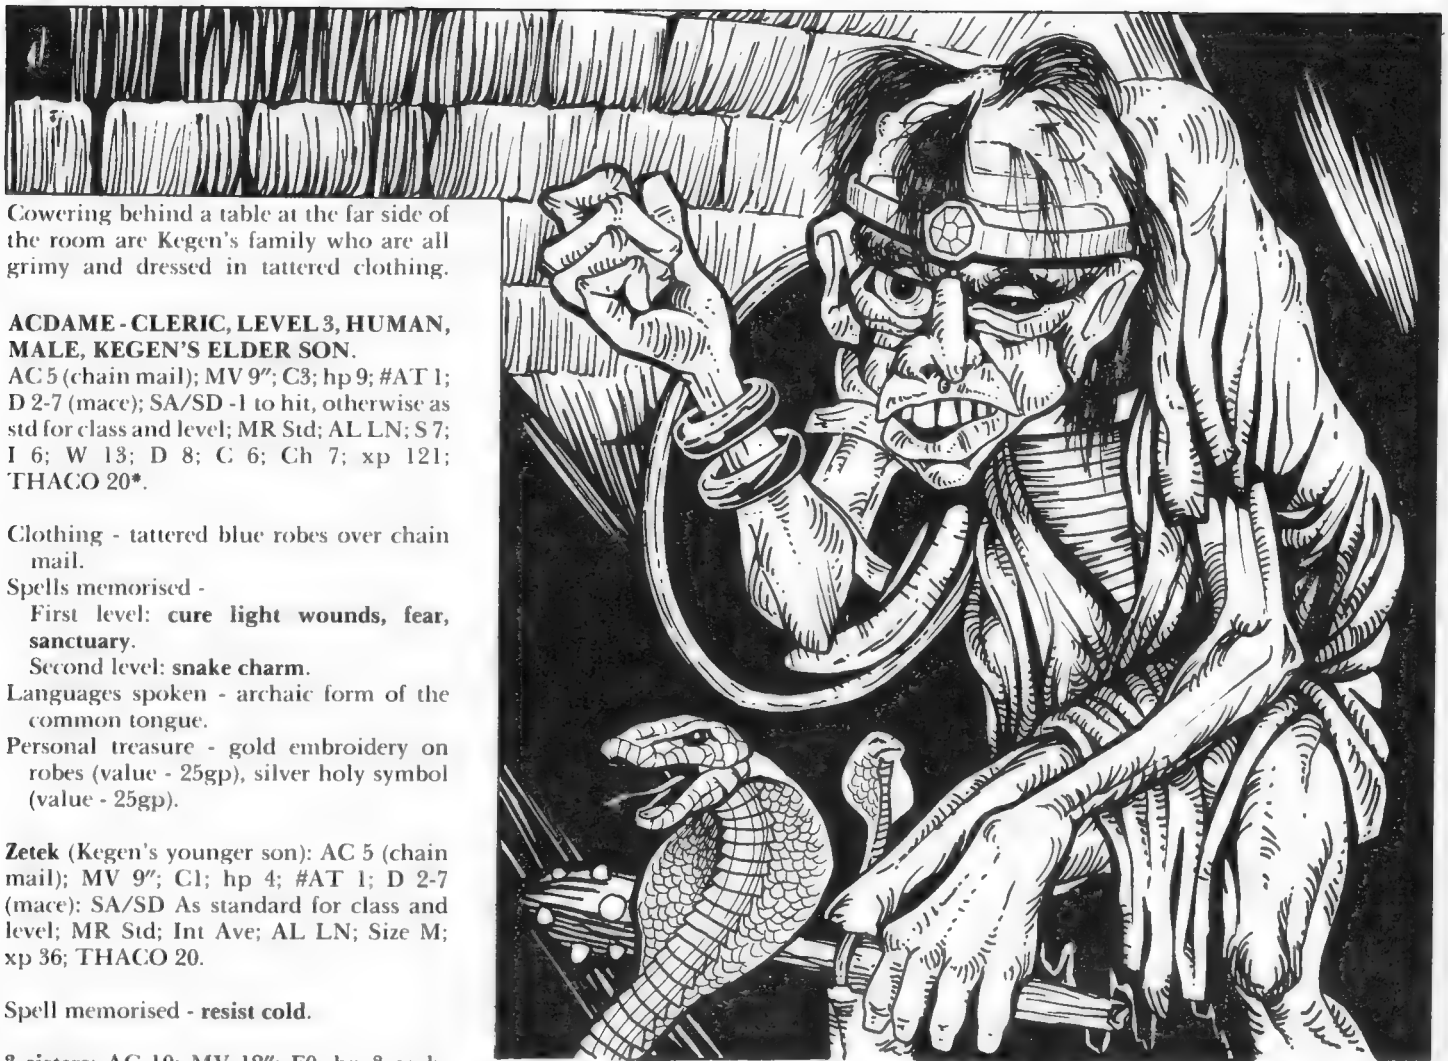 Cowering behind a table at the far side of
the room are Kegen's family who are all
grimy and dressed in tattered clothing.
ACDAME - CLERIC, LEVEL 3, HUMAN,
MALE, KEGEN'S ELDER SON.
AC 5 (chain mail); MV 9"; C3; hp 9; #AT 1;
D 2-7 (mace); SA/SD -1 to hit, otherwise as
std for class and level; MR Std; AL LN; S 7;
I 6; W 13; D 8; C 6; Ch 7; xp 121;
THACO 20*.
Clothing - tattered blue robes over chain
mail.
Spells memorised -
First level: cure light wounds, fear,
sanctuary.
Second level: snake charm.
Languages spoken - archaic form of the
common tongue.
Personal treasure - gold embroidery on
robes (value - 25gp), silver holy symbol
(value - 25gp).
Zetek (Kegen's younger son): AC 5 (chain
mail); MV 9"; C1; hp 4; #AT 1; D 2-7
(mace): SA/SD As standard for class and
level; MR Std; Int Ave; AL LN; Size M;
xp 36; THACO 20.
Spell memorised - resist cold.